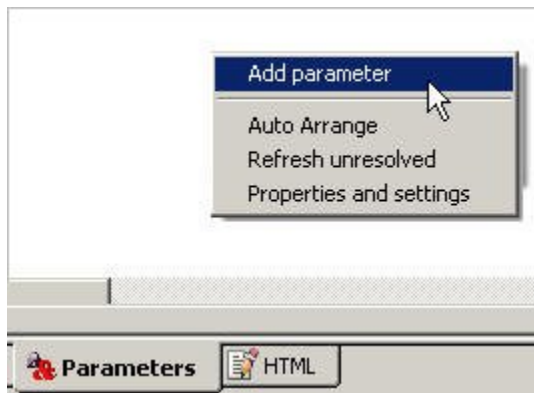 Add parameter
Auto Arrange
Refresh unresolved
Properties and settings
Parameters
HTML